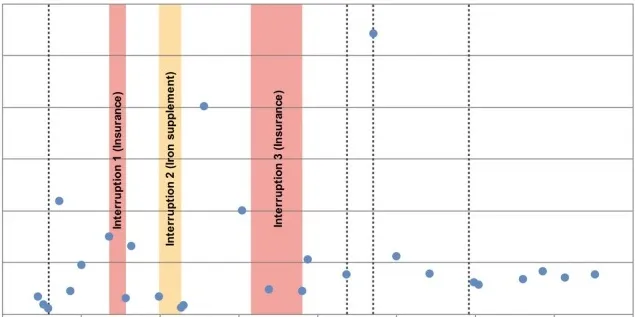 Interruption 1 (Insurance)
Interruption 2 (Iron supplement)
Interruption 3 (Insurance)